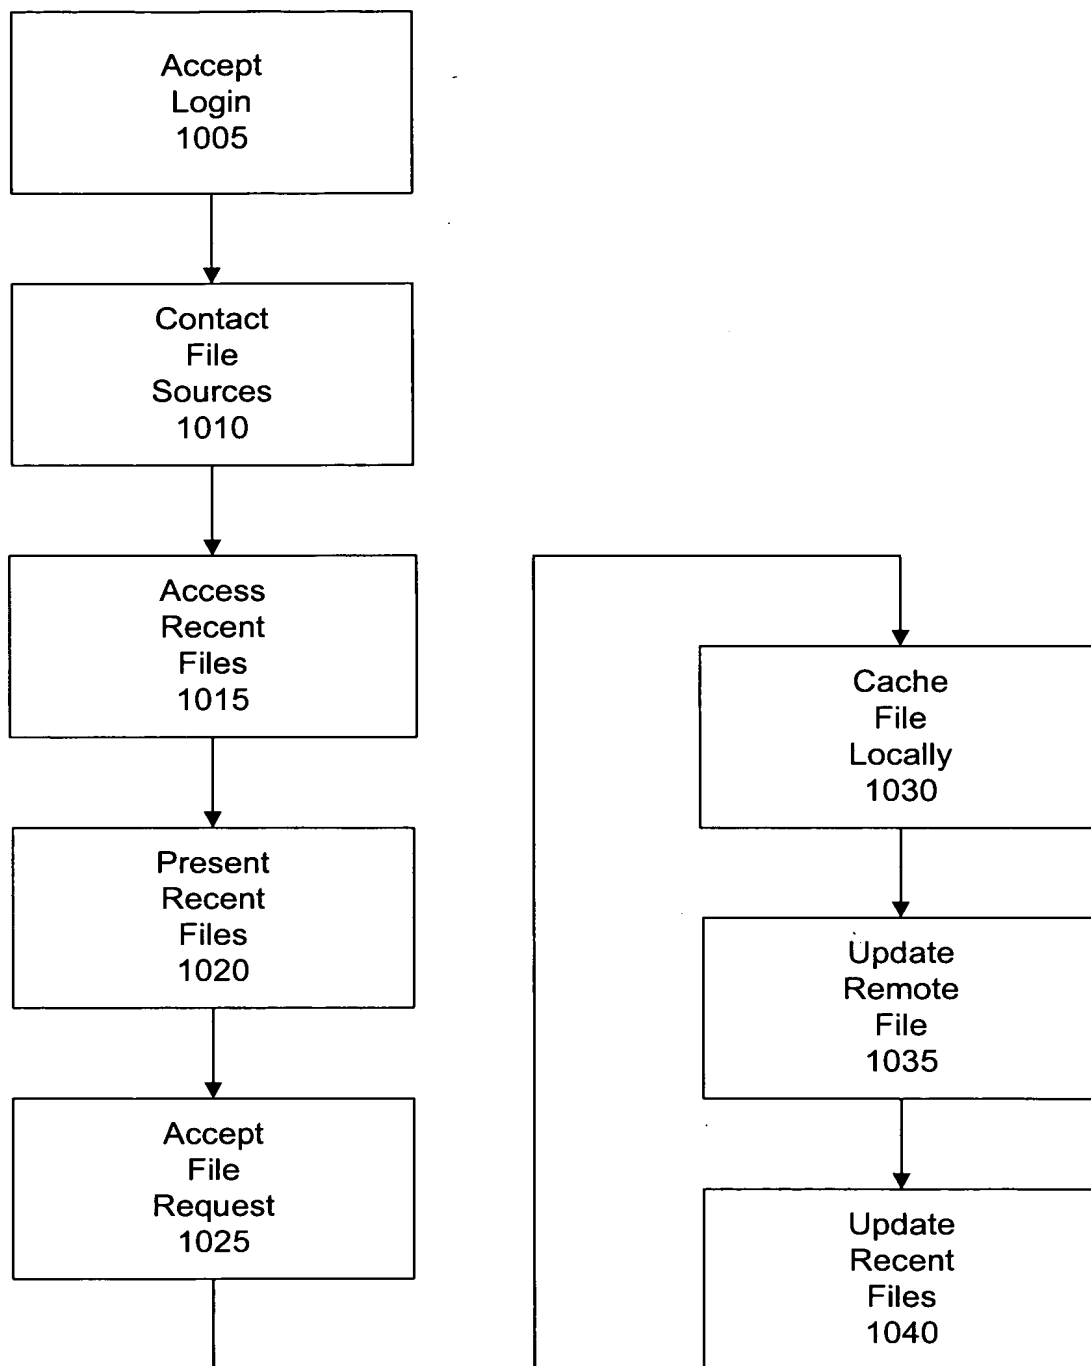 Accept
Login
1005
Contact
File
Sources
1010
Access
Recent
Files
1015
Present
Recent
Files
1020
Accept
File
Request
1025
Cache
File
Locally
1030
Update
Remote
File
1035
Update
Recent
Files
1040